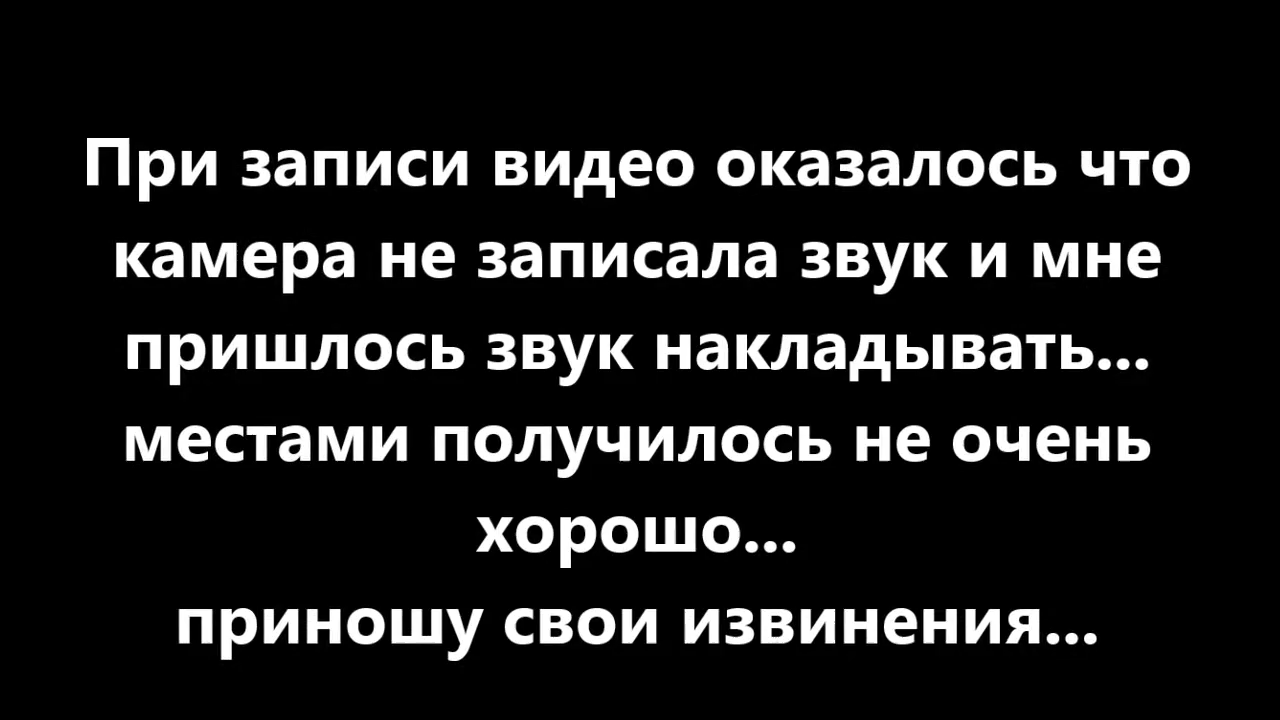 При записи видео оказалось что
камера не записала звук и мне
пришлось звук накладывать...
местами получилось не очень
хорошо...
приношу свои извинения...